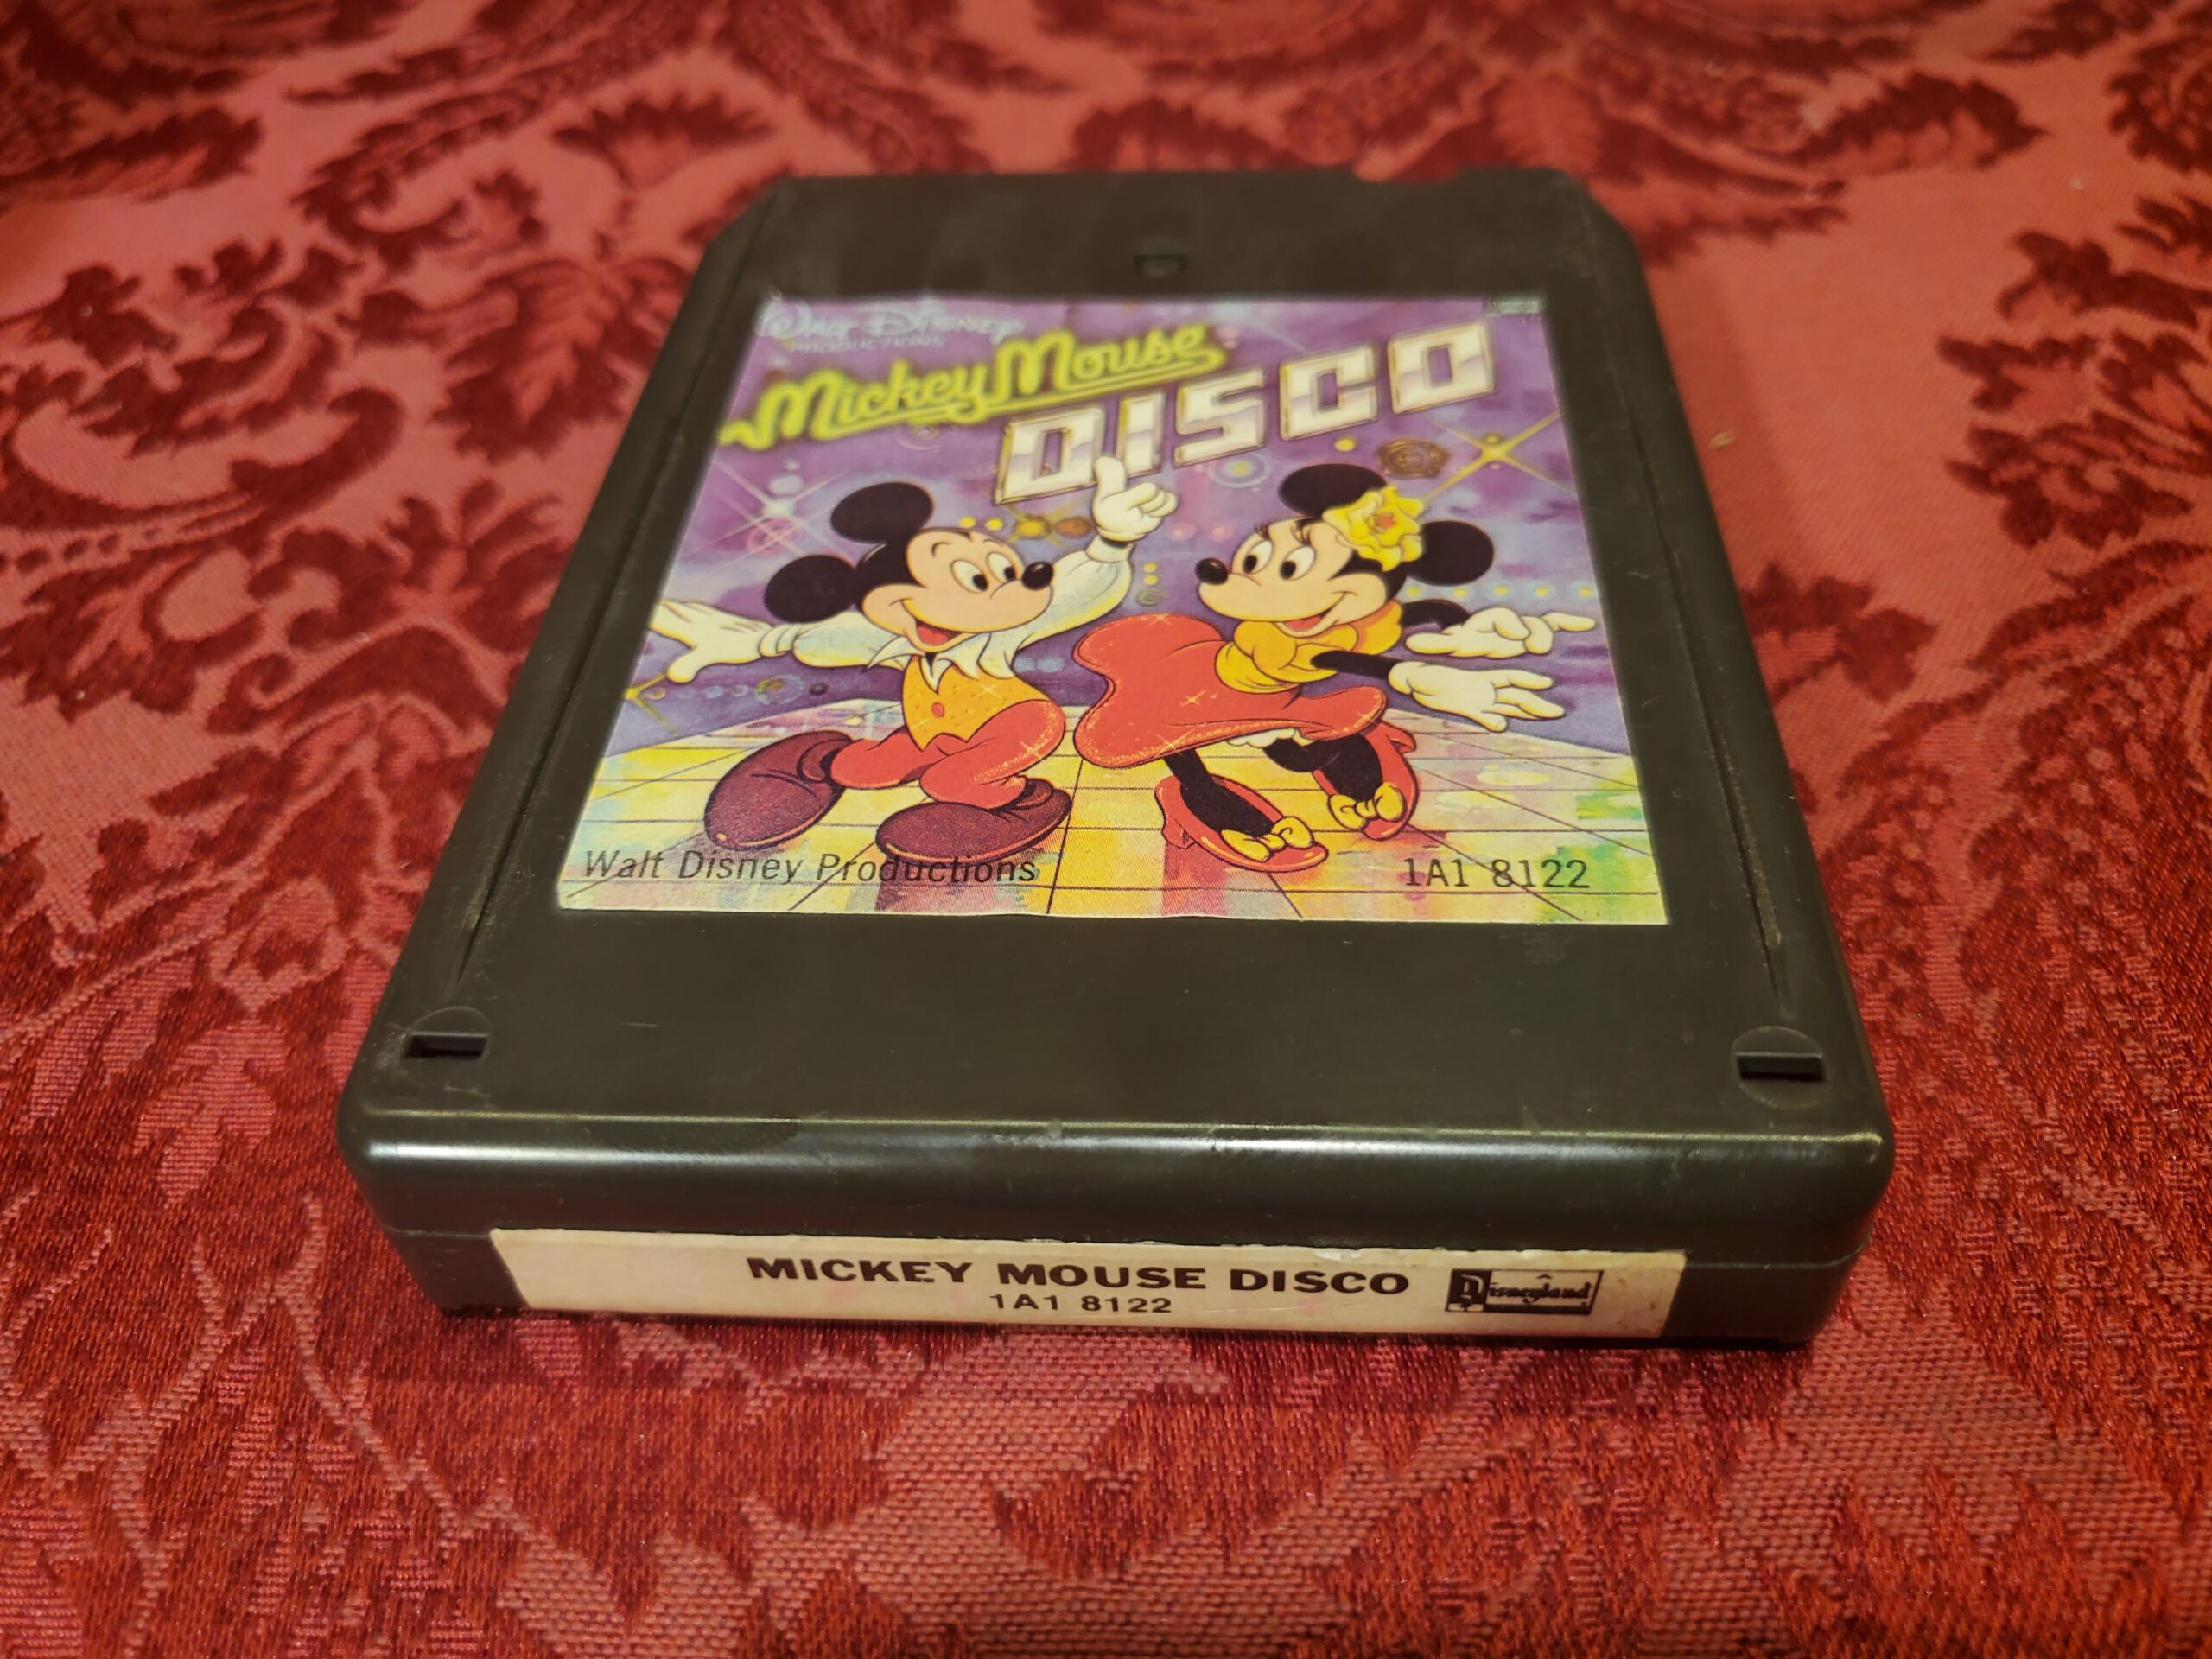 Walt Disney
PRODUCTIONS
Mickey Mouse
DISCO
Walt Disney Productions
1A1 8122
MICKEY MOUSE DISCO
1A1 8122
Disneyland